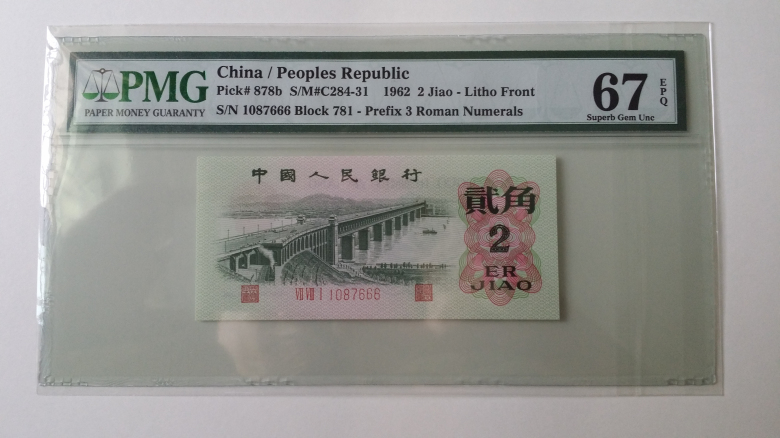 PMG
PAPER MONEY GUARANTY
China / Peoples Republic
Pick# 878b S/M#C284-31 1962 2 Jiao - Litho Front
S/N 1087666 Block 781 - Prefix 3 Roman Numerals
67 EPQ
Superb Gem Unc
中國人民銀行
貳角
2
ER
JIAO
VII VIII I 1087666